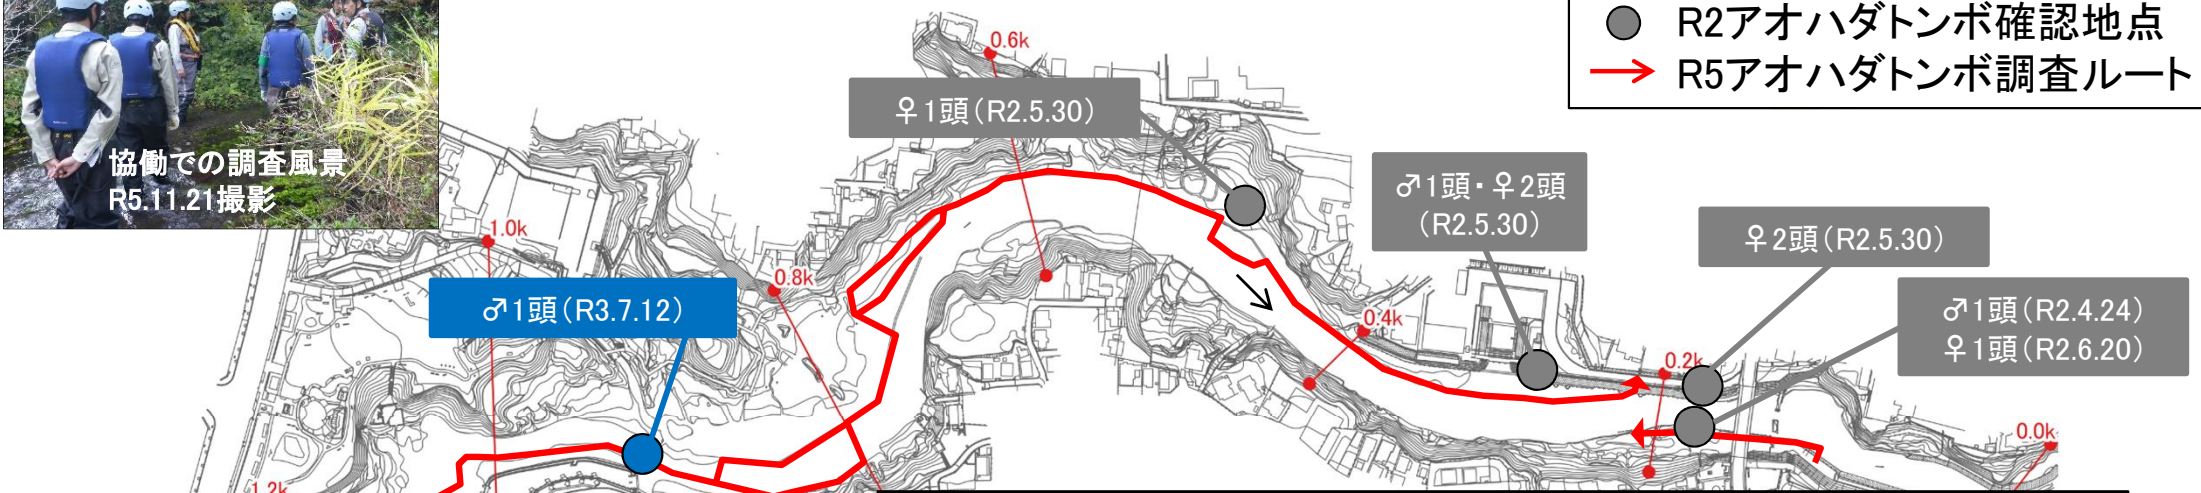 R2アオハダトンボ確認地点
R5アオハダトンボ調査ルート
協働での調査風景
R5.11.21撮影
0.6k
♀1頭(R2.5.30)
♂1頭・♀2頭
(R2.5.30)
♀2頭(R2.5.30)
1.0k
0.8k
♂1頭(R3.7.12)
♂1頭(R2.4.24)
♀1頭(R2.6.20)
0.4k
0.2k
0.0k
1.2k